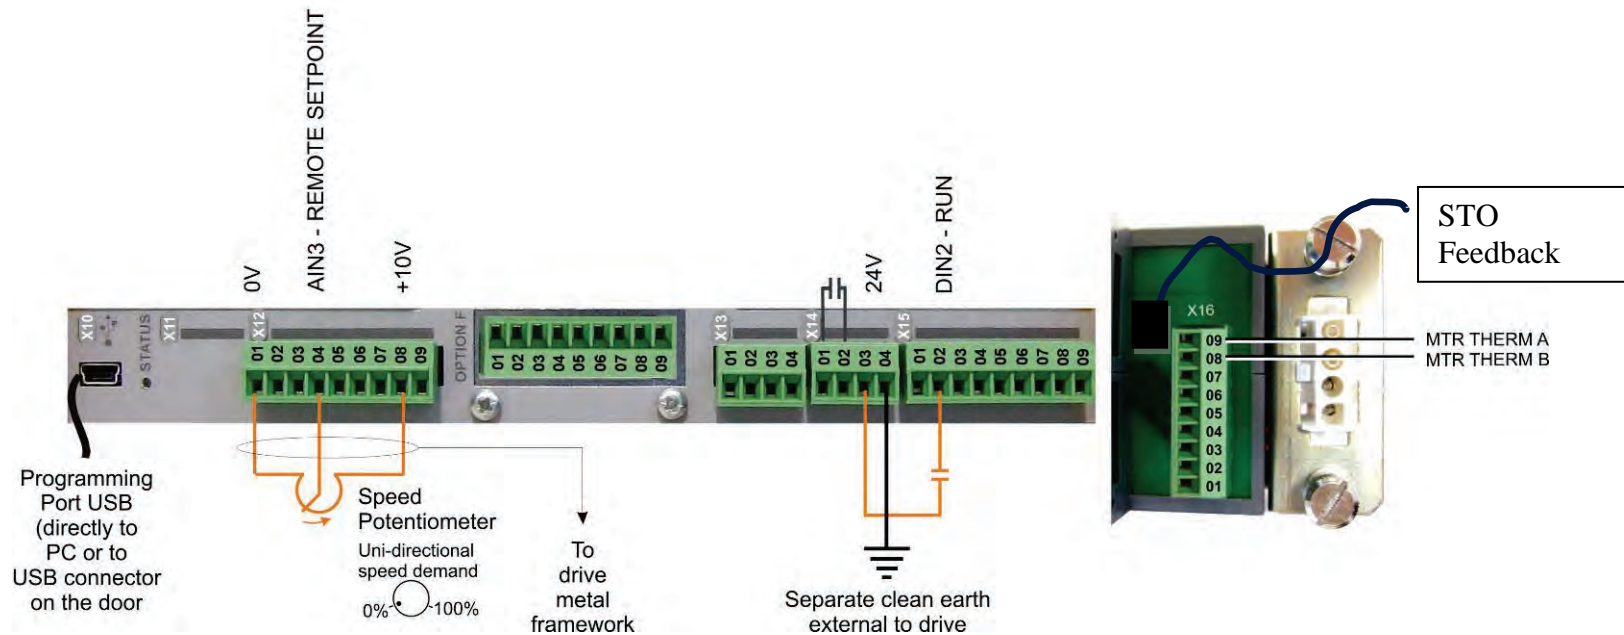 0V
AIN3 - REMOTE SETPOINT
+10V
24V
DIN2 - RUN
X10
STATUS
X11
X12
01 02 03 04 05 06 07 08 09
OPTION F
01 02 03 04 05 06 07 08 09
X13
01 02 03 04
X14
01 02 03 04
X15
01 02 03 04 05 06 07 08 09
X16
09
08
07
06
05
04
03
02
01
STO
Feedback
MTR THERM A
MTR THERM B
Programming
Port USB
(directly to
PC or to
USB connector
on the door
Speed
Potentiometer
Uni-directional
speed demand
0% 100%
To
drive
metal
framework
Separate clean earth
external to drive